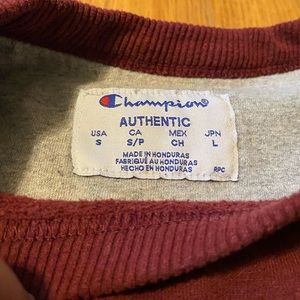 Champion®
AUTHENTIC
USA CA MEX JPN
S S/P CH L
MADE IN HONDURAS
FABRIQUÉ AU HONDURAS
HECHO EN HONDURAS
RPC